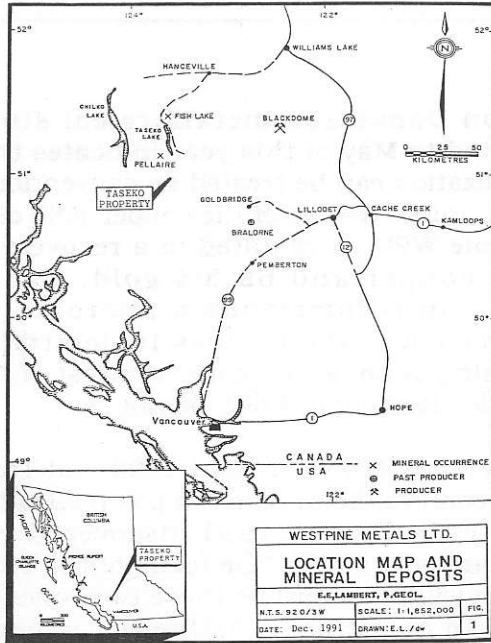 124°
122°
52°
52°
WILLIAMS LAKE
HANCEVILLE
N
CHILKO
LAKE
FISH LAKE
TASEKO
LAKE
BLACKDOME
97
PELLAIRE
0 25 50
KILOMETRES
51°
51°
TASEKO
PROPERTY
GOLDBRIDGE
LILLOOET
CACHE CREEK
1
KAMLOOPS
BRALORNE
12
PEMBERTON
99
50°
50°
Vancouver
1
HOPE
49°
CANADA
USA
122°
MINERAL OCCURRENCE
PAST PRODUCER
PRODUCER
BRITISH
COLUMBIA
PACIFIC
PRINCE RUPERT
QUEEN
CHARLOTTE
ISLANDS
TASEKO
PROPERTY
OCEAN
VANCOUVER
KILOMETRES
U.S.A.
WESTPINE METALS LTD.
LOCATION MAP AND
MINERAL DEPOSITS
E.E,LAMBERT, P.GEOL.
N.T.S. 92 O/3W
SCALE: 1:1,852,000
FIG.
DATE: Dec. 1991
DRAWN: E.L./dw
1